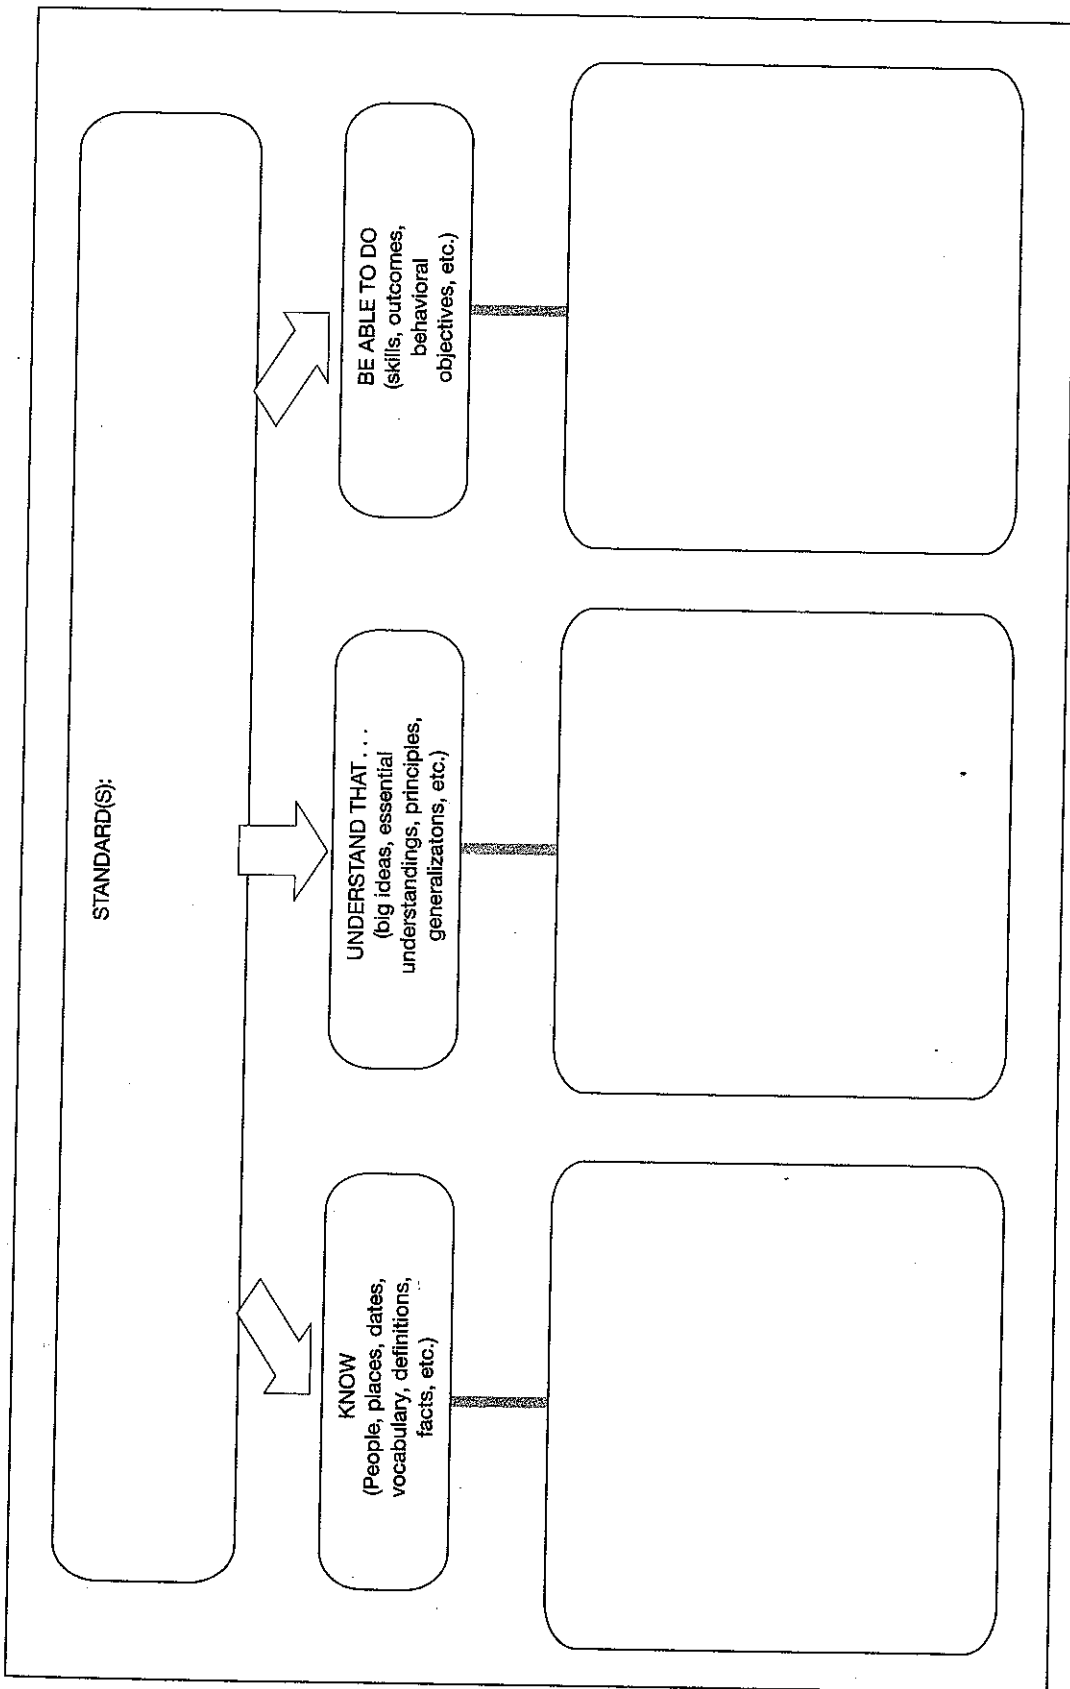 STANDARD(S):
KNOW
(People, places, dates,
vocabulary, definitions,
facts, etc.)
UNDERSTAND THAT . . .
(big ideas, essential
understandings, principles,
generalizatons, etc.)
BE ABLE TO DO
(skills, outcomes,
behavioral
objectives, etc.)